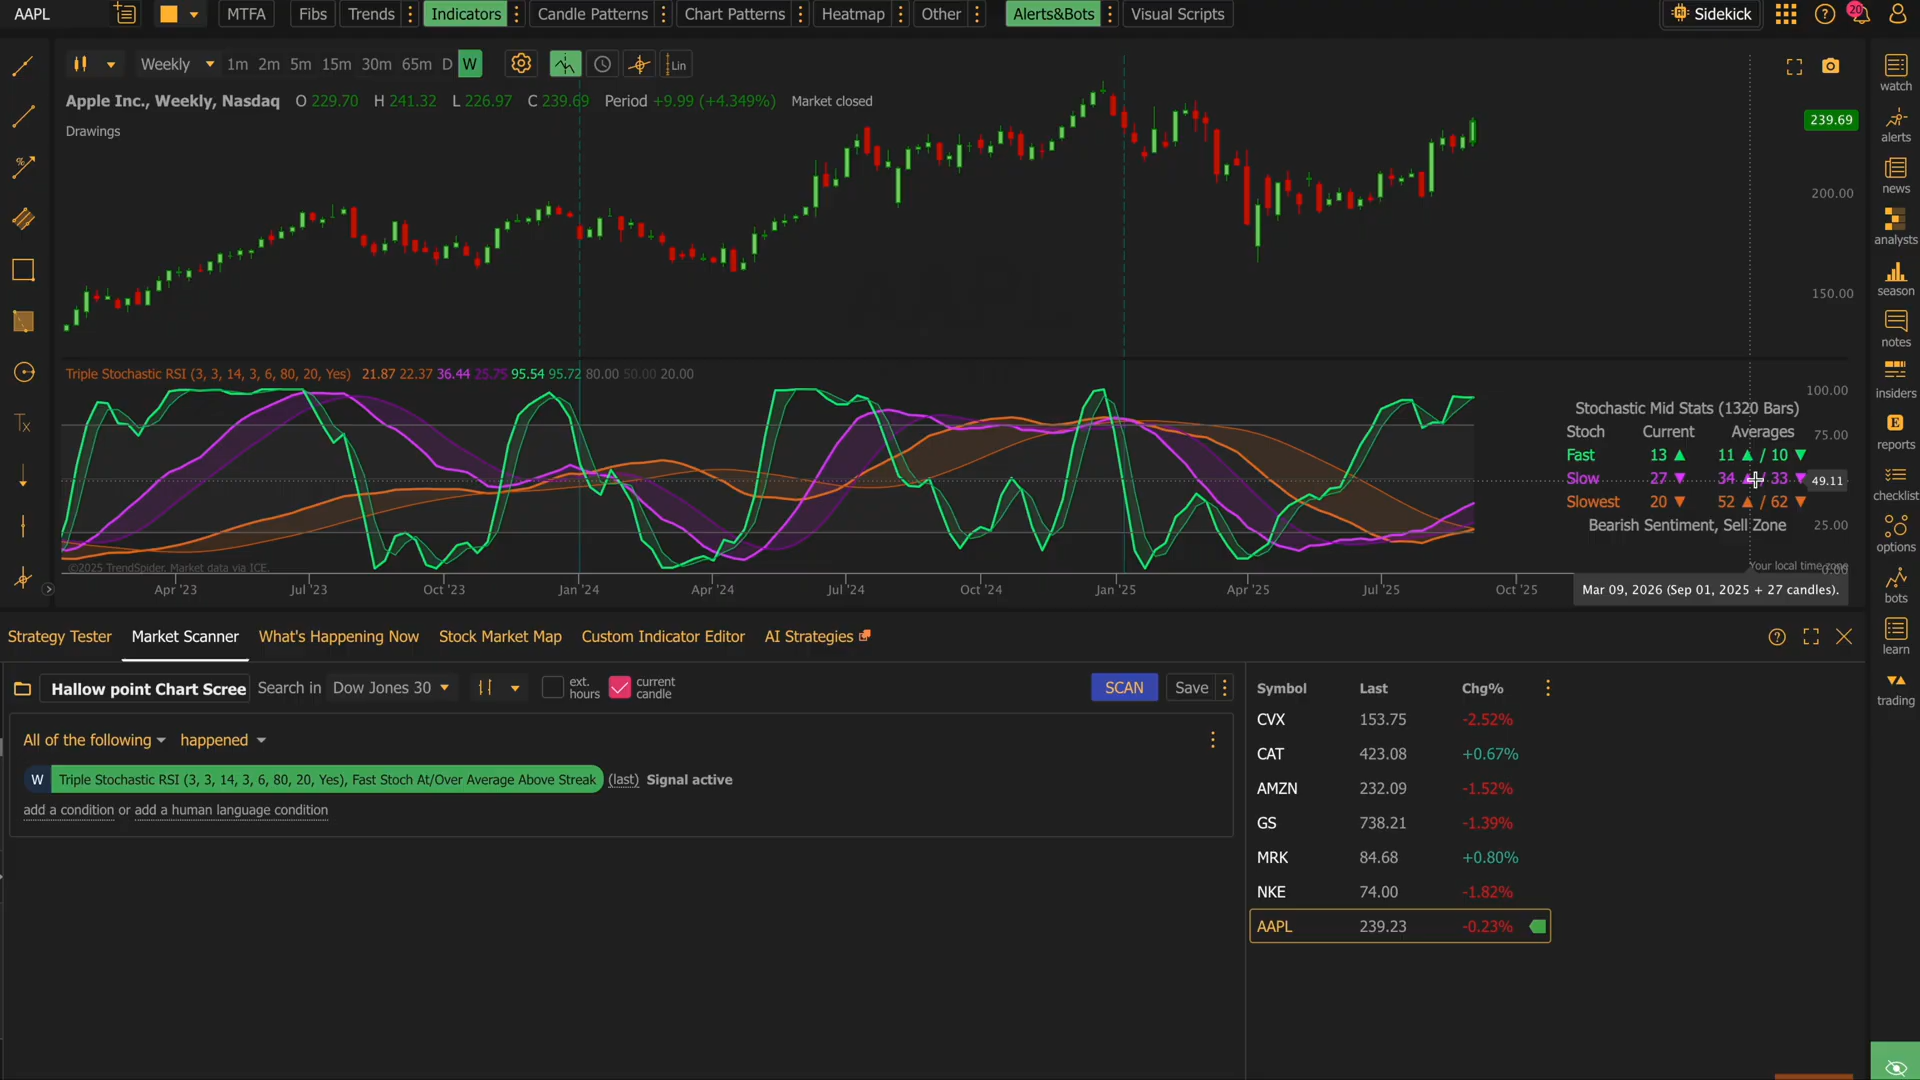 AAPL MTFA Fibs Trends Indicators Candle Patterns Chart Patterns Heatmap Other Alerts&Bots Visual Scripts Sidekick 20
Weekly 1m 2m 5m 15m 30m 65m D W Lin
Apple Inc., Weekly, Nasdaq O 229.70 H 241.32 L 226.97 C 239.69 Period +9.99 (+4.349%) Market closed
Drawings
239.69
200.00
150.00
Triple Stochastic RSI (3, 3, 14, 3, 6, 80, 20, Yes) 21.87 22.37 36.44 25.75 95.54 95.72 80.00 50.00 20.00
100.00
75.00
49.11
25.00
0.00
Stochastic Mid Stats (1320 Bars)
Stoch Current Averages
Fast 13 ▲ 11 ▲ / 10 ▼
Slow 27 ▼ 34 ▲ / 33 ▼
Slowest 20 ▼ 52 ▲ / 62 ▼
Bearish Sentiment, Sell Zone
©2025 TrendSpider, Market data via ICE.
Your local time zone
Apr '23 Jul '23 Oct '23 Jan '24 Apr '24 Jul '24 Oct '24 Jan '25 Apr '25 Jul '25 Oct '25
Mar 09, 2026 (Sep 01, 2025 + 27 candles).
watch
alerts
news
analysts
season
notes
insiders
E
reports
checklist
options
bots
learn
trading
Tx
%
Strategy Tester Market Scanner What's Happening Now Stock Market Map Custom Indicator Editor AI Strategies
Hallow point Chart Scree Search in Dow Jones 30 ext. hours current candle SCAN Save
All of the following happened
W Triple Stochastic RSI (3, 3, 14, 3, 6, 80, 20, Yes), Fast Stoch At/Over Average Above Streak (last) Signal active
add a condition or add a human language condition
Symbol Last Chg%
CVX 153.75 -2.52%
CAT 423.08 +0.67%
AMZN 232.09 -1.52%
GS 738.21 -1.39%
MRK 84.68 +0.80%
NKE 74.00 -1.82%
AAPL 239.23 -0.23%